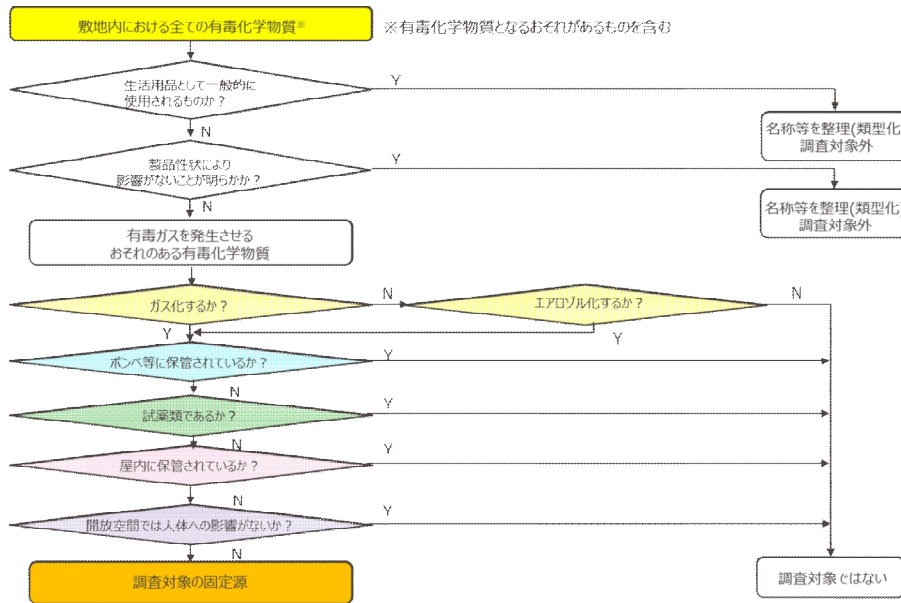 敷地内における全ての有毒化学物質※
※有毒化学物質となるおそれがあるものを含む
生活用品として一般的に
使用されるものか？
Y
N
名称等を整理(類型化)
調査対象外
製品性状により
影響がないことが明らかか？
Y
N
名称等を整理(類型化)
調査対象外
有毒ガスを発生させる
おそれのある有毒化学物質
ガス化するか？
N
エアロゾル化するか？
N
Y
Y
ボンベ等に保管されているか？
Y
N
試薬類であるか？
Y
N
屋内に保管されているか？
Y
N
開放空間では人体への影響がないか？
Y
N
調査対象の固定源
調査対象ではない